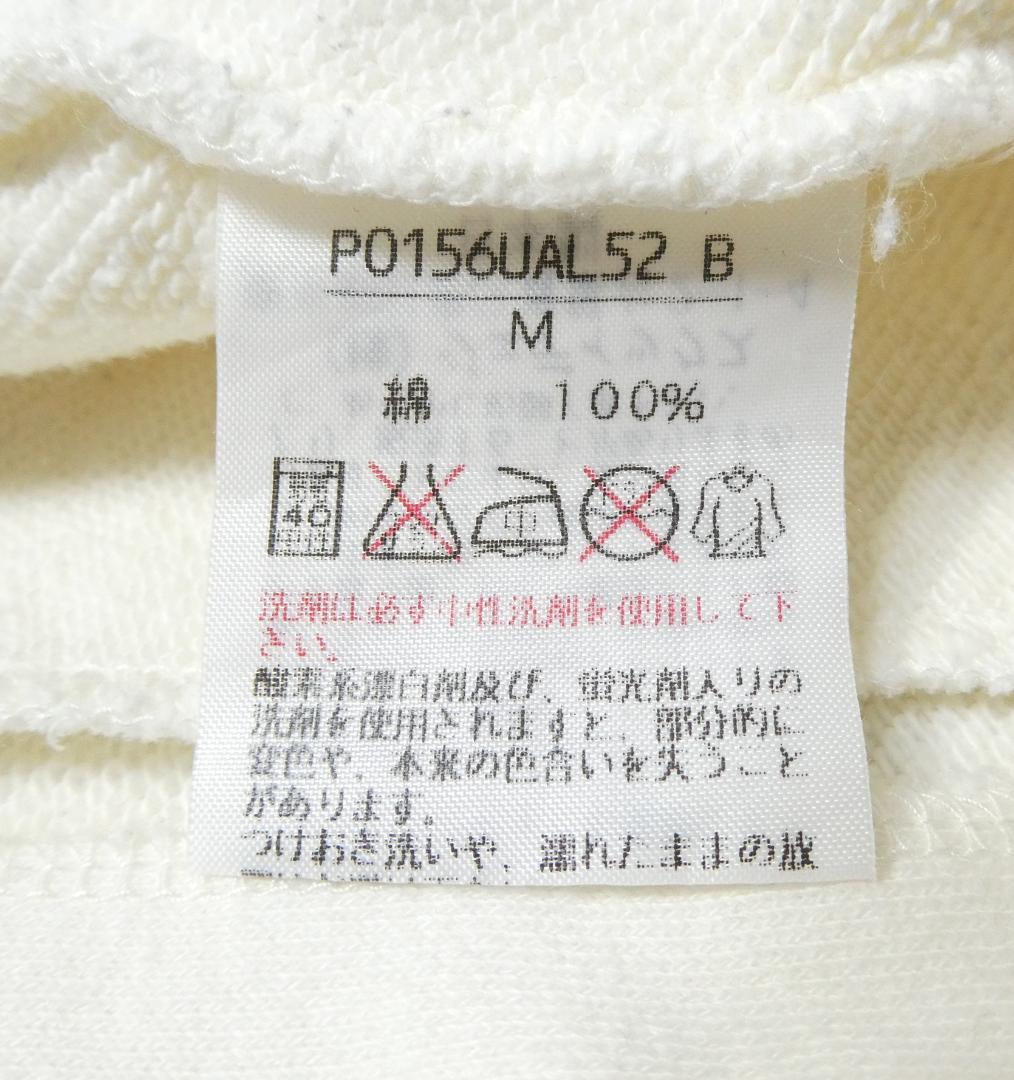 P0156UAL52 B
M
綿 100%
40
洗剤は必ず中性洗剤を使用して下
さい。
酸素系漂白剤及び、蛍光剤入りの
洗剤を使用されますと、部分的に
変色や、本来の色合いを失うこと
があります。
つけおき洗いや、濡れたままの放